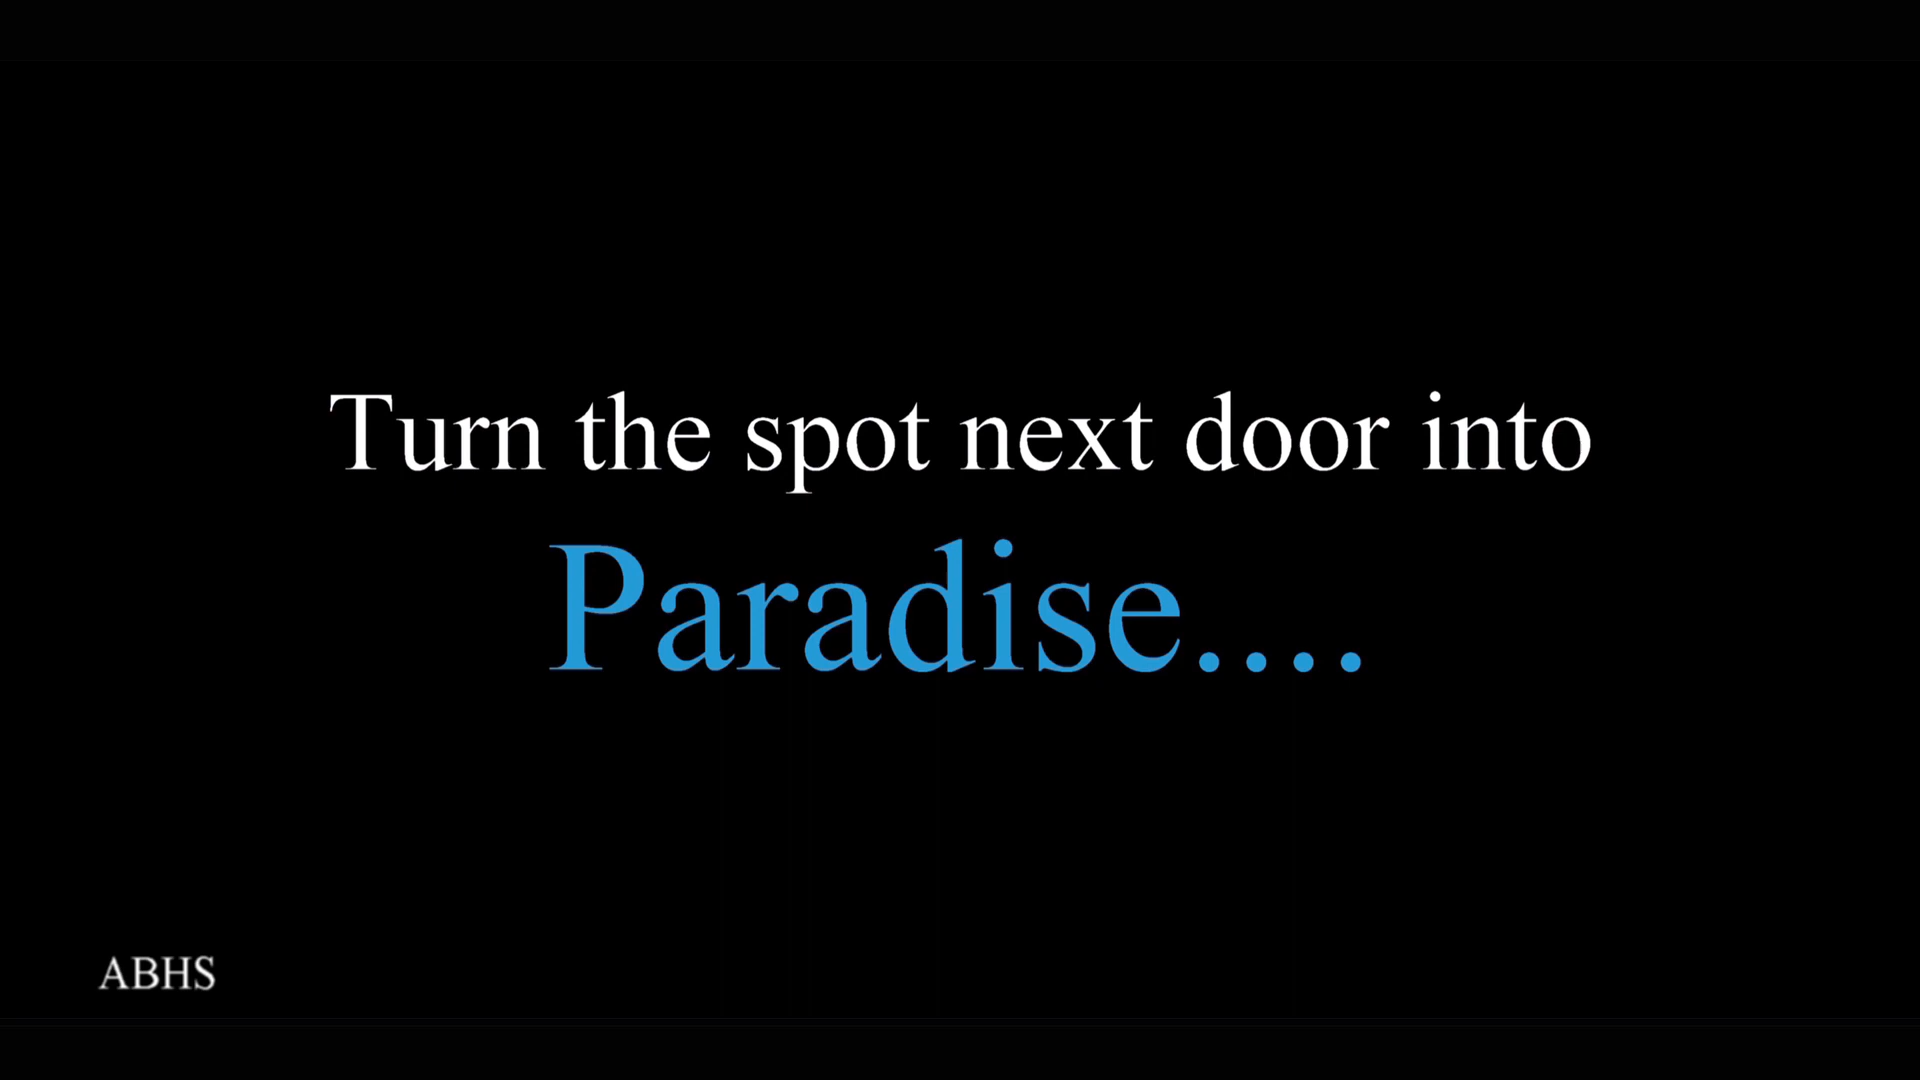 Turn the spot next door into
Paradise....
ABHS